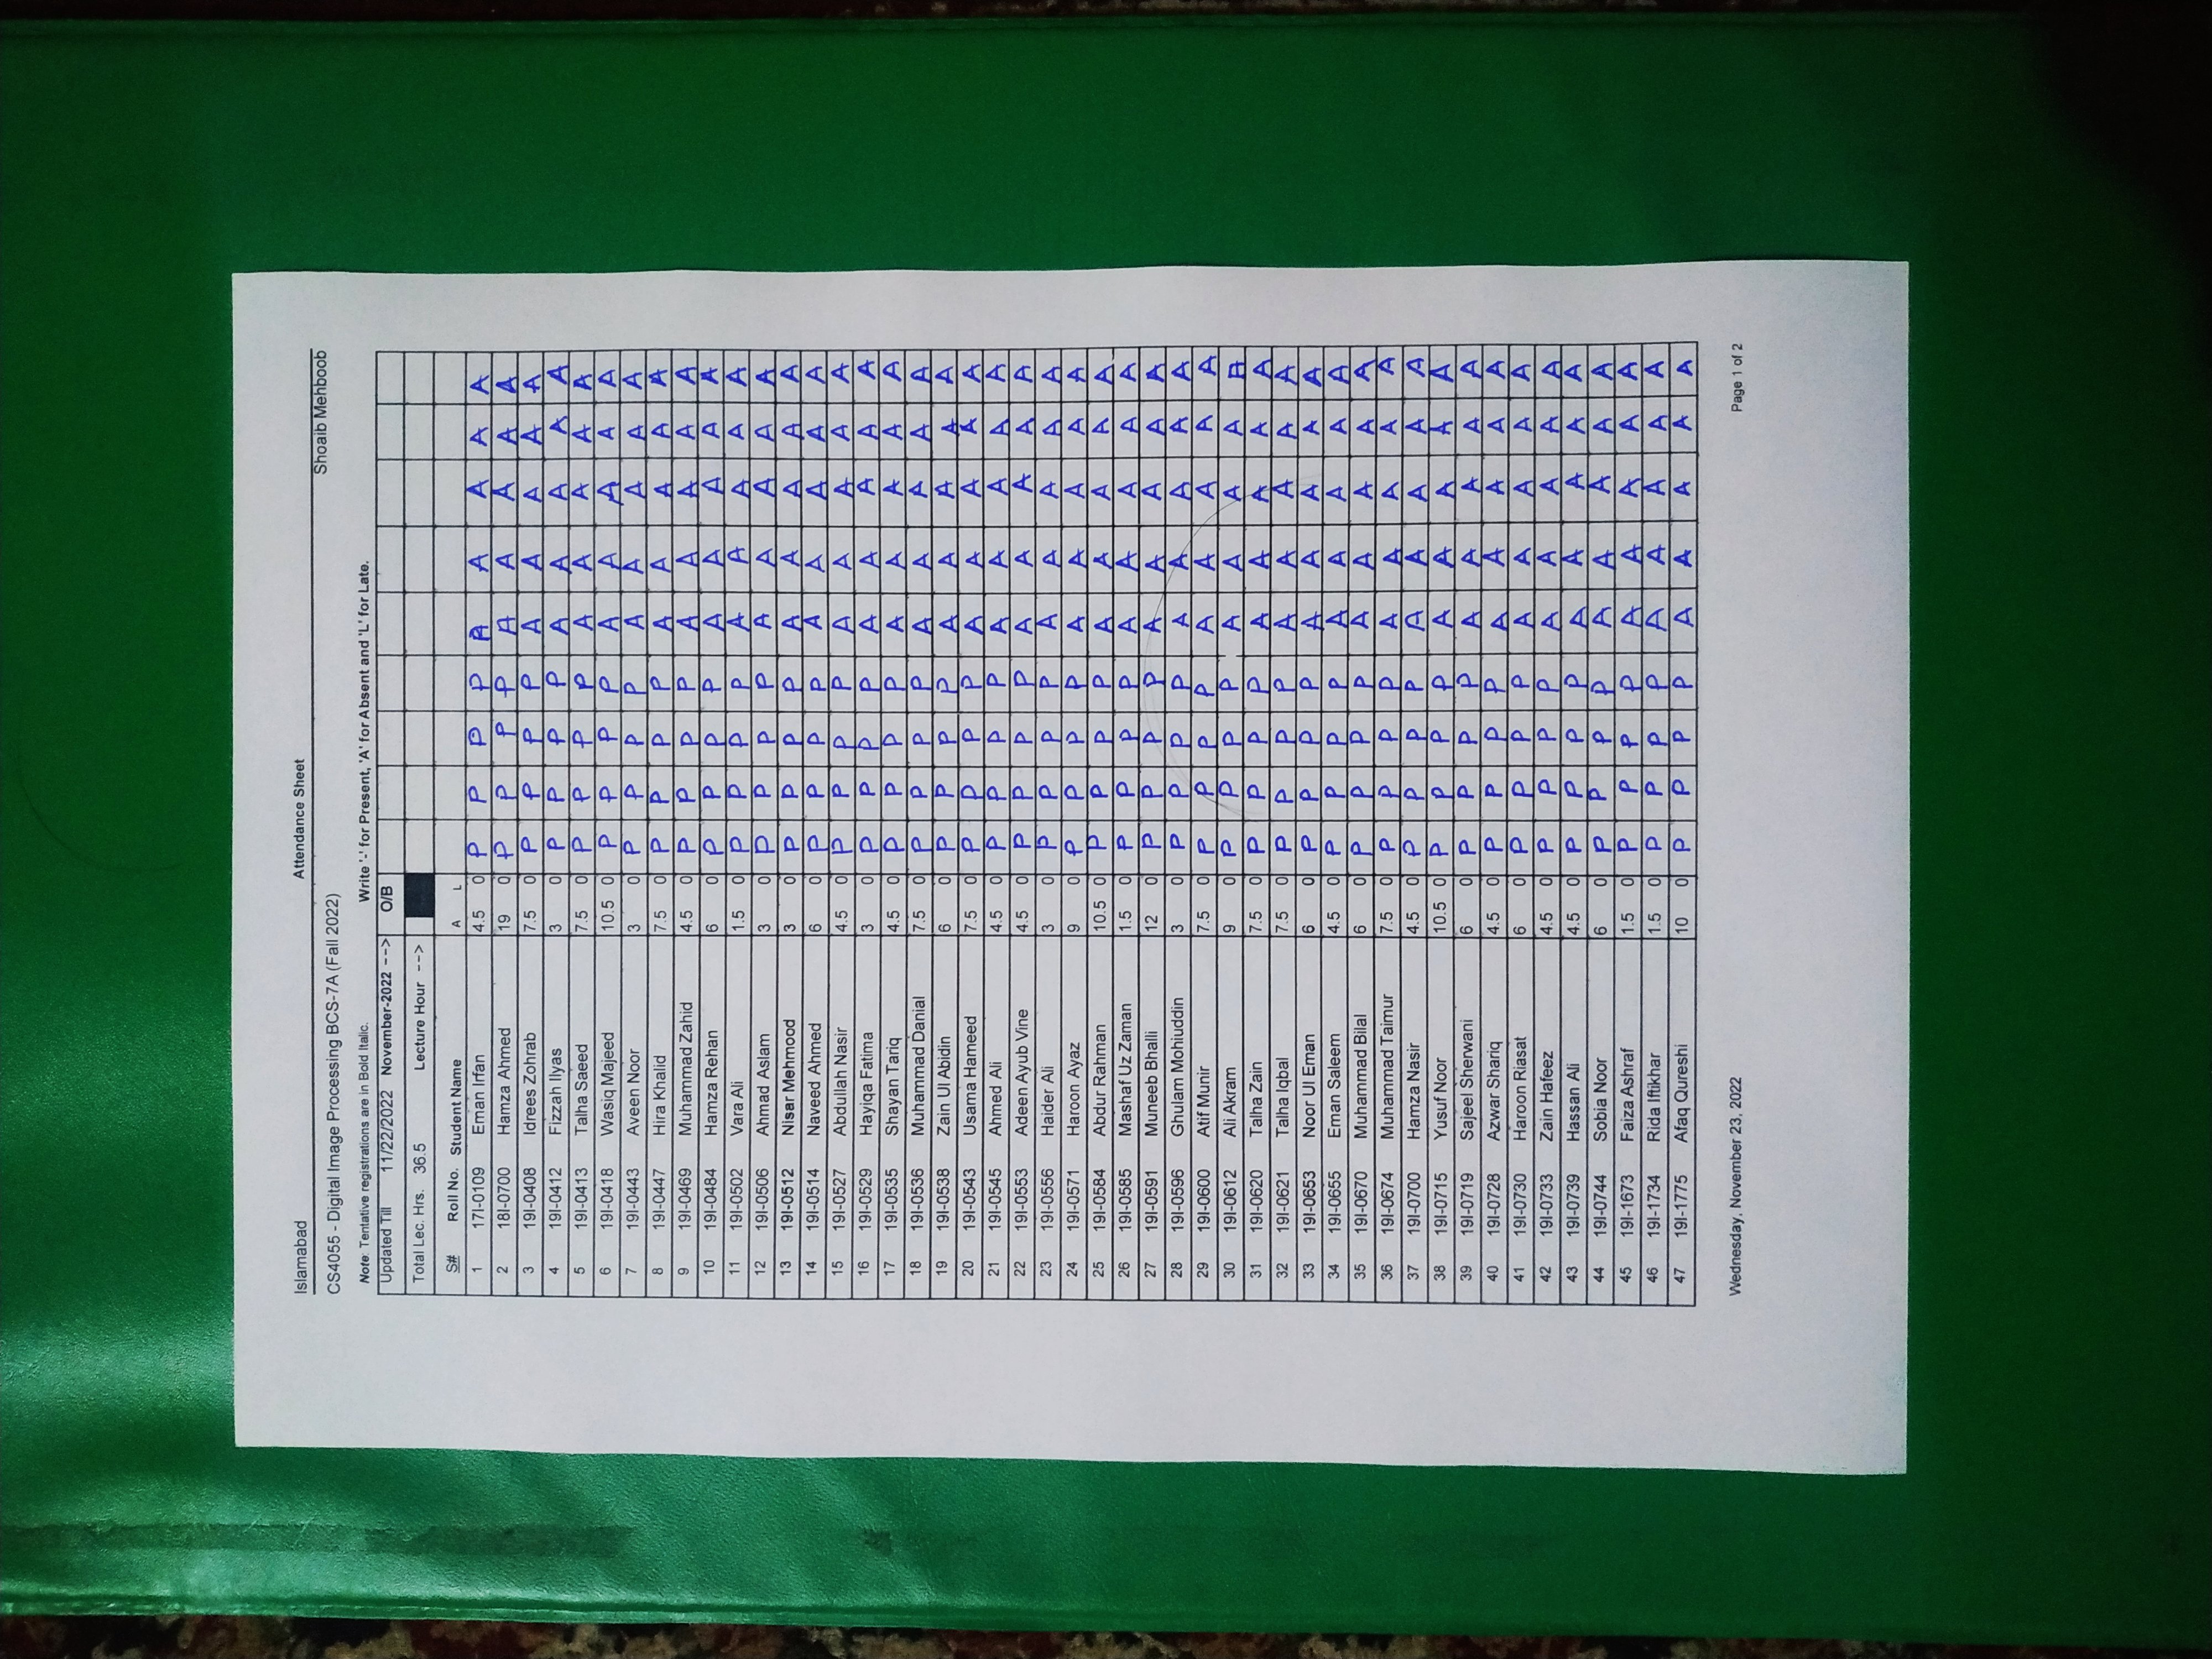 Islamabad Attendance Sheet
Shoaib Mehboob
CS4055 - Digital Image Processing BCS-7A (Fall 2022)
Note: Tentative registrations are in Bold Italic. Write '-' for Present, 'A' for Absent and 'L' for Late.
Updated Till 11/22/2022 November-2022 --> O/B
Total Lec. Hrs. 36.5 Lecture Hour -->
S# Roll No. Student Name A L
1 17I-0109 Eman Irfan 4.5 0 P P P P A A A A A
2 18I-0700 Hamza Ahmed 19 0 P P P P A A A A A
3 19I-0408 Idrees Zohrab 7.5 0 P P P P A A A A A
4 19I-0412 Fizzah Ilyas 3 0 P P P P A A A A A
5 19I-0413 Talha Saeed 7.5 0 P P P P A A A A A
6 19I-0418 Wasiq Majeed 10.5 0 P P P P A A A A A
7 19I-0443 Aveen Noor 3 0 P P P P A A A A A
8 19I-0447 Hira Khalid 7.5 0 P P P P A A A A A
9 19I-0469 Muhammad Zahid 4.5 0 P P P P A A A A A
10 19I-0484 Hamza Rehan 6 0 P P P P A A A A A
11 19I-0502 Vara Ali 1.5 0 P P P P A A A A A
12 19I-0506 Ahmad Aslam 3 0 P P P P A A A A A
13 19I-0512 Nisar Mehmood 3 0 P P P P A A A A A
14 19I-0514 Naveed Ahmed 6 0 P P P P A A A A A
15 19I-0527 Abdullah Nasir 4.5 0 P P P P A A A A A
16 19I-0529 Hayiqa Fatima 3 0 P P P P A A A A A
17 19I-0535 Shayan Tariq 4.5 0 P P P P A A A A A
18 19I-0536 Muhammad Danial 7.5 0 P P P P A A A A A
19 19I-0538 Zain Ul Abidin 6 0 P P P P A A A A A
20 19I-0543 Usama Hameed 7.5 0 P P P P A A A A A
21 19I-0545 Ahmed Ali 4.5 0 P P P P A A A A A
22 19I-0553 Adeen Ayub Vine 4.5 0 P P P P A A A A A
23 19I-0556 Haider Ali 3 0 P P P P A A A A A
24 19I-0571 Haroon Ayaz 9 0 P P P P A A A A A
25 19I-0584 Abdur Rahman 10.5 0 P P P P A A A A A
26 19I-0585 Mashaf Uz Zaman 1.5 0 P P P P A A A A A
27 19I-0591 Muneeb Bhalli 12 0 P P P P A A A A A
28 19I-0596 Ghulam Mohiuddin 3 0 P P P P A A A A A
29 19I-0600 Atif Munir 7.5 0 P P P P A A A A A
30 19I-0612 Ali Akram 9 0 P P P P A A A A A
31 19I-0620 Talha Zain 7.5 0 P P P P A A A A A
32 19I-0621 Talha Iqbal 7.5 0 P P P P A A A A A
33 19I-0653 Noor Ul Eman 6 0 P P P P A A A A A
34 19I-0655 Eman Saleem 4.5 0 P P P P A A A A A
35 19I-0670 Muhammad Bilal 6 0 P P P P A A A A A
36 19I-0674 Muhammad Taimur 7.5 0 P P P P A A A A A
37 19I-0700 Hamza Nasir 4.5 0 P P P P A A A A A
38 19I-0715 Yusuf Noor 10.5 0 P P P P A A A A A
39 19I-0719 Sajeel Sherwani 6 0 P P P P A A A A A
40 19I-0728 Azwar Shariq 4.5 0 P P P P A A A A A
41 19I-0730 Haroon Riasat 6 0 P P P P A A A A A
42 19I-0733 Zain Hafeez 4.5 0 P P P P A A A A A
43 19I-0739 Hassan Ali 4.5 0 P P P P A A A A A
44 19I-0744 Sobia Noor 6 0 P P P P A A A A A
45 19I-1673 Faiza Ashraf 1.5 0 P P P P A A A A A
46 19I-1734 Rida Iftikhar 1.5 0 P P P P A A A A A
47 19I-1775 Afaq Qureshi 10 0 P P P P A A A A A
Wednesday, November 23, 2022 Page 1 of 2